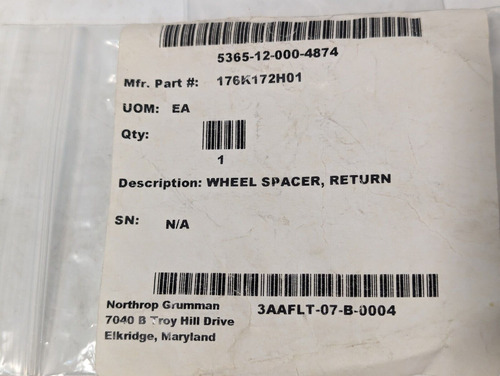 5365-12-000-4874
Mfr. Part #: 176K172H01
UOM: EA
Qty:
1
Description: WHEEL SPACER, RETURN
SN: N/A
Northrop Grumman
7040 B Troy Hill Drive
Elkridge, Maryland
3AAFLT-07-B-0004